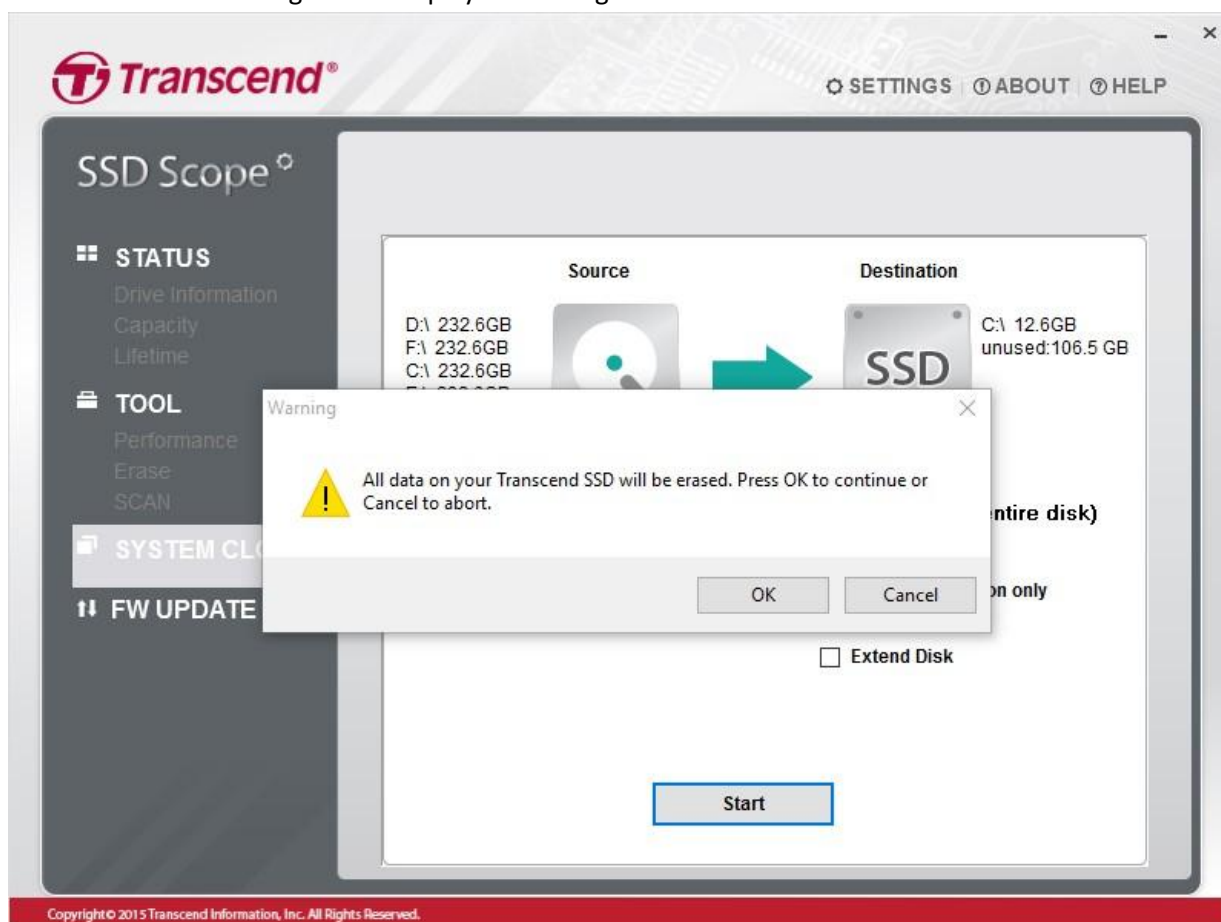 Transcend®
SETTINGS ABOUT HELP
SSD Scope
STATUS
Drive Information
Capacity
Lifetime
TOOL
Performance
Erase
SCAN
SYSTEM
FW UPDATE
Source
Destination
D:\ 232.6GB
F:\ 232.6GB
C:\ 232.6GB
C:\ 12.6GB
unused:106.5 GB
SSD
Warning
All data on your Transcend SSD will be erased. Press OK to continue or
Cancel to abort.
OK
Cancel
disk)
only
Extend Disk
Start
Copyright© 2015 Transcend Information, Inc. All Rights Reserved.